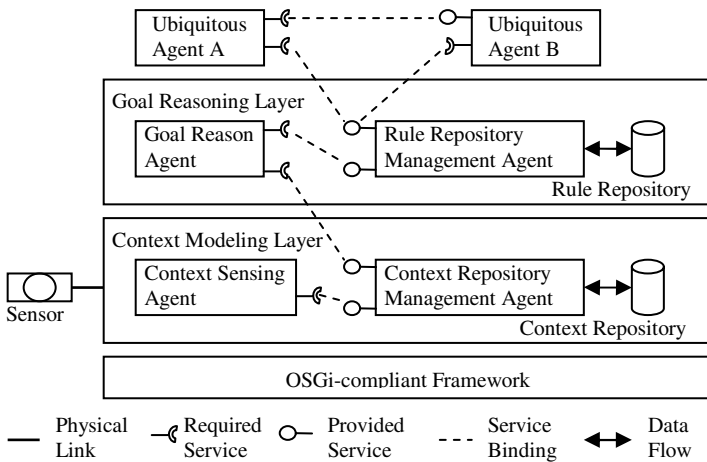 Ubiquitous
Agent A
Ubiquitous
Agent B
Goal Reasoning Layer
Goal Reason
Agent
Rule Repository
Management Agent
Rule Repository
Context Modeling Layer
Context Sensing
Agent
Context Repository
Management Agent
Sensor
Context Repository
OSGi-compliant Framework
Physical
Link
Required
Service
Provided
Service
Service
Binding
Data
Flow